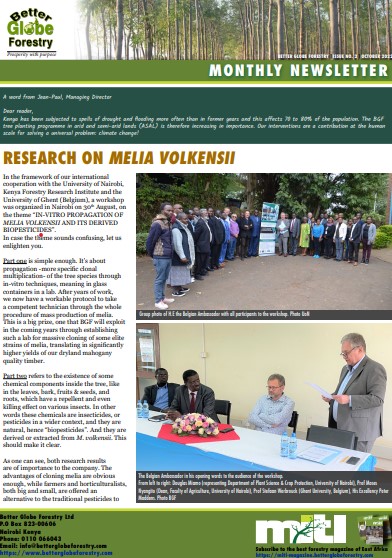 Better
Globe
Forestry
Prosperity with purpose
BETTER GLOBE FORESTRY ISSUE NO. 5 OCTOBER 2022
MONTHLY NEWSLETTER
A word from Jean-Paul, Managing Director
Dear reader,
Kenya has been subjected to spells of drought and flooding more often than in former years and this affects 70 to 80% of the population. The BGF
tree planting programme in arid and semi-arid lands (ASAL) is therefore increasing in importance. Our interventions are a contribution at the human
scale for solving a universal problem: climate change!
RESEARCH ON MELIA VOLKENSII
In the framework of our international
cooperation with the University of Nairobi,
Kenya Forestry Research Institute and the
University of Ghent (Belgium), a workshop
was organized in Nairobi on 30th August, on
the theme "IN-VITRO PROPAGATION OF
MELIA VOLKENSII AND ITS DERIVED
BIOPESTICIDES".
In case the theme sounds confusing, let us
enlighten you.
Part one is simple enough. It's about
propagation -more specific clonal
multiplication- of the tree species through
in-vitro techniques, meaning in glass
containers in a lab. After years of work,
we now have a workable protocol to take
a competent technician through the whole
procedure of mass production of melia.
This is a big prize, one that BGF will exploit
in the coming years through establishing
such a lab for massive cloning of some elite
strains of melia, translating in significantly
higher yields of our dryland mahogany
quality timber.
Part two refers to the existence of some
chemical components inside the tree, like
in the leaves, bark, fruits & seeds, and
roots, which have a repellent and even
killing effect on various insects. In other
words these chemicals are insecticides, or
pesticides in a wider context, and they are
natural, hence "biopesticides". And they are
derived or extracted from M. volkensii. This
should make it clear.
As one can see, both research results
are of importance to the company. The
advantages of cloning melia are obvious
enough, while farmers and horticulturalists,
both big and small, are offered an
alternative to the traditional pesticides to
Group photo of H.E the Belgian Ambassador with all participants to the workshop. Photo UoN
The Belgian Ambassador in his opening words to the audience of the workshop.
From left to right: Douglas Miano (representing Department of Plant Science & Crop Protection, University of Nairobi), Prof Moses
Nyangito (Dean, Faculty of Agriculture, University of Nairobi), Prof Stefaan Werbrouck (Ghent University, Belgium), His Excellency Peter
Maddens. Photo BGF
Better Globe Forestry Ltd
P.O Box 823-00606
Nairobi Kenya
Phone: 0110 066043
Email: info@betterglobeforestry.com
https://www.betterglobeforestry.com
miti
Subscribe to the best forestry magazine of East Africa